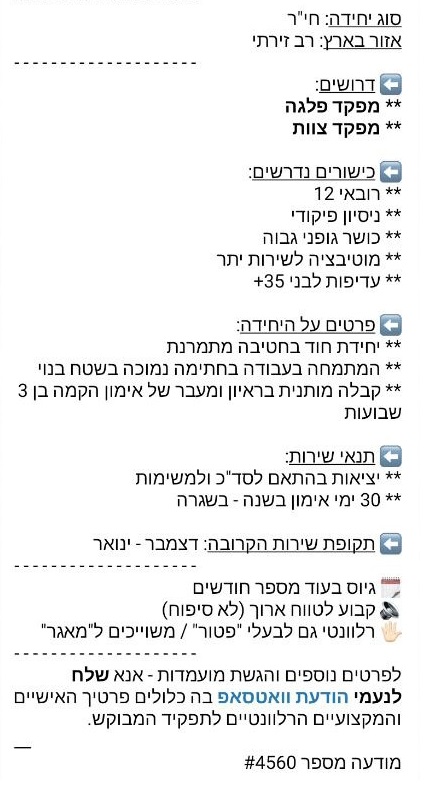 סוג יחידה: חי"ר
אזור בארץ: רב זירתי
--------------------
⬅️ דרושים:
** מפקד פלגה
** מפקד צוות
⬅️ כישורים נדרשים:
** רובאי 12
** ניסיון פיקודי
** כושר גופני גבוה
** מוטיבציה לשירות יתר
** עדיפות לבני 35+
⬅️ פרטים על היחידה:
** יחידת חוד בחטיבה מתמרנת
** המתמחה בעבודה בחתימה נמוכה בשטח בנוי
** קבלה מותנית בראיון ומעבר של אימון הקמה בן 3
שבועות
⬅️ תנאי שירות:
** יציאות בהתאם לסד"כ ולמשימות
** 30 ימי אימון בשנה - בשגרה
⬅️ תקופת שירות הקרובה: דצמבר - ינואר
--------------------
🗓️ גיוס בעוד מספר חודשים
🔊 קבוע לטווח ארוך (לא סיפוח)
🖐🏻 רלוונטי גם לבעלי "פטור" / משוייכים ל"מאגר"
--------------------
לפרטים נוספים והגשת מועמדות - אנא שלח
לנעמי הודעת וואטסאפ בה כלולים פרטיך האישיים
והמקצועיים הרלוונטיים לתפקיד המבוקש.
__
מודעה מספר 4560#